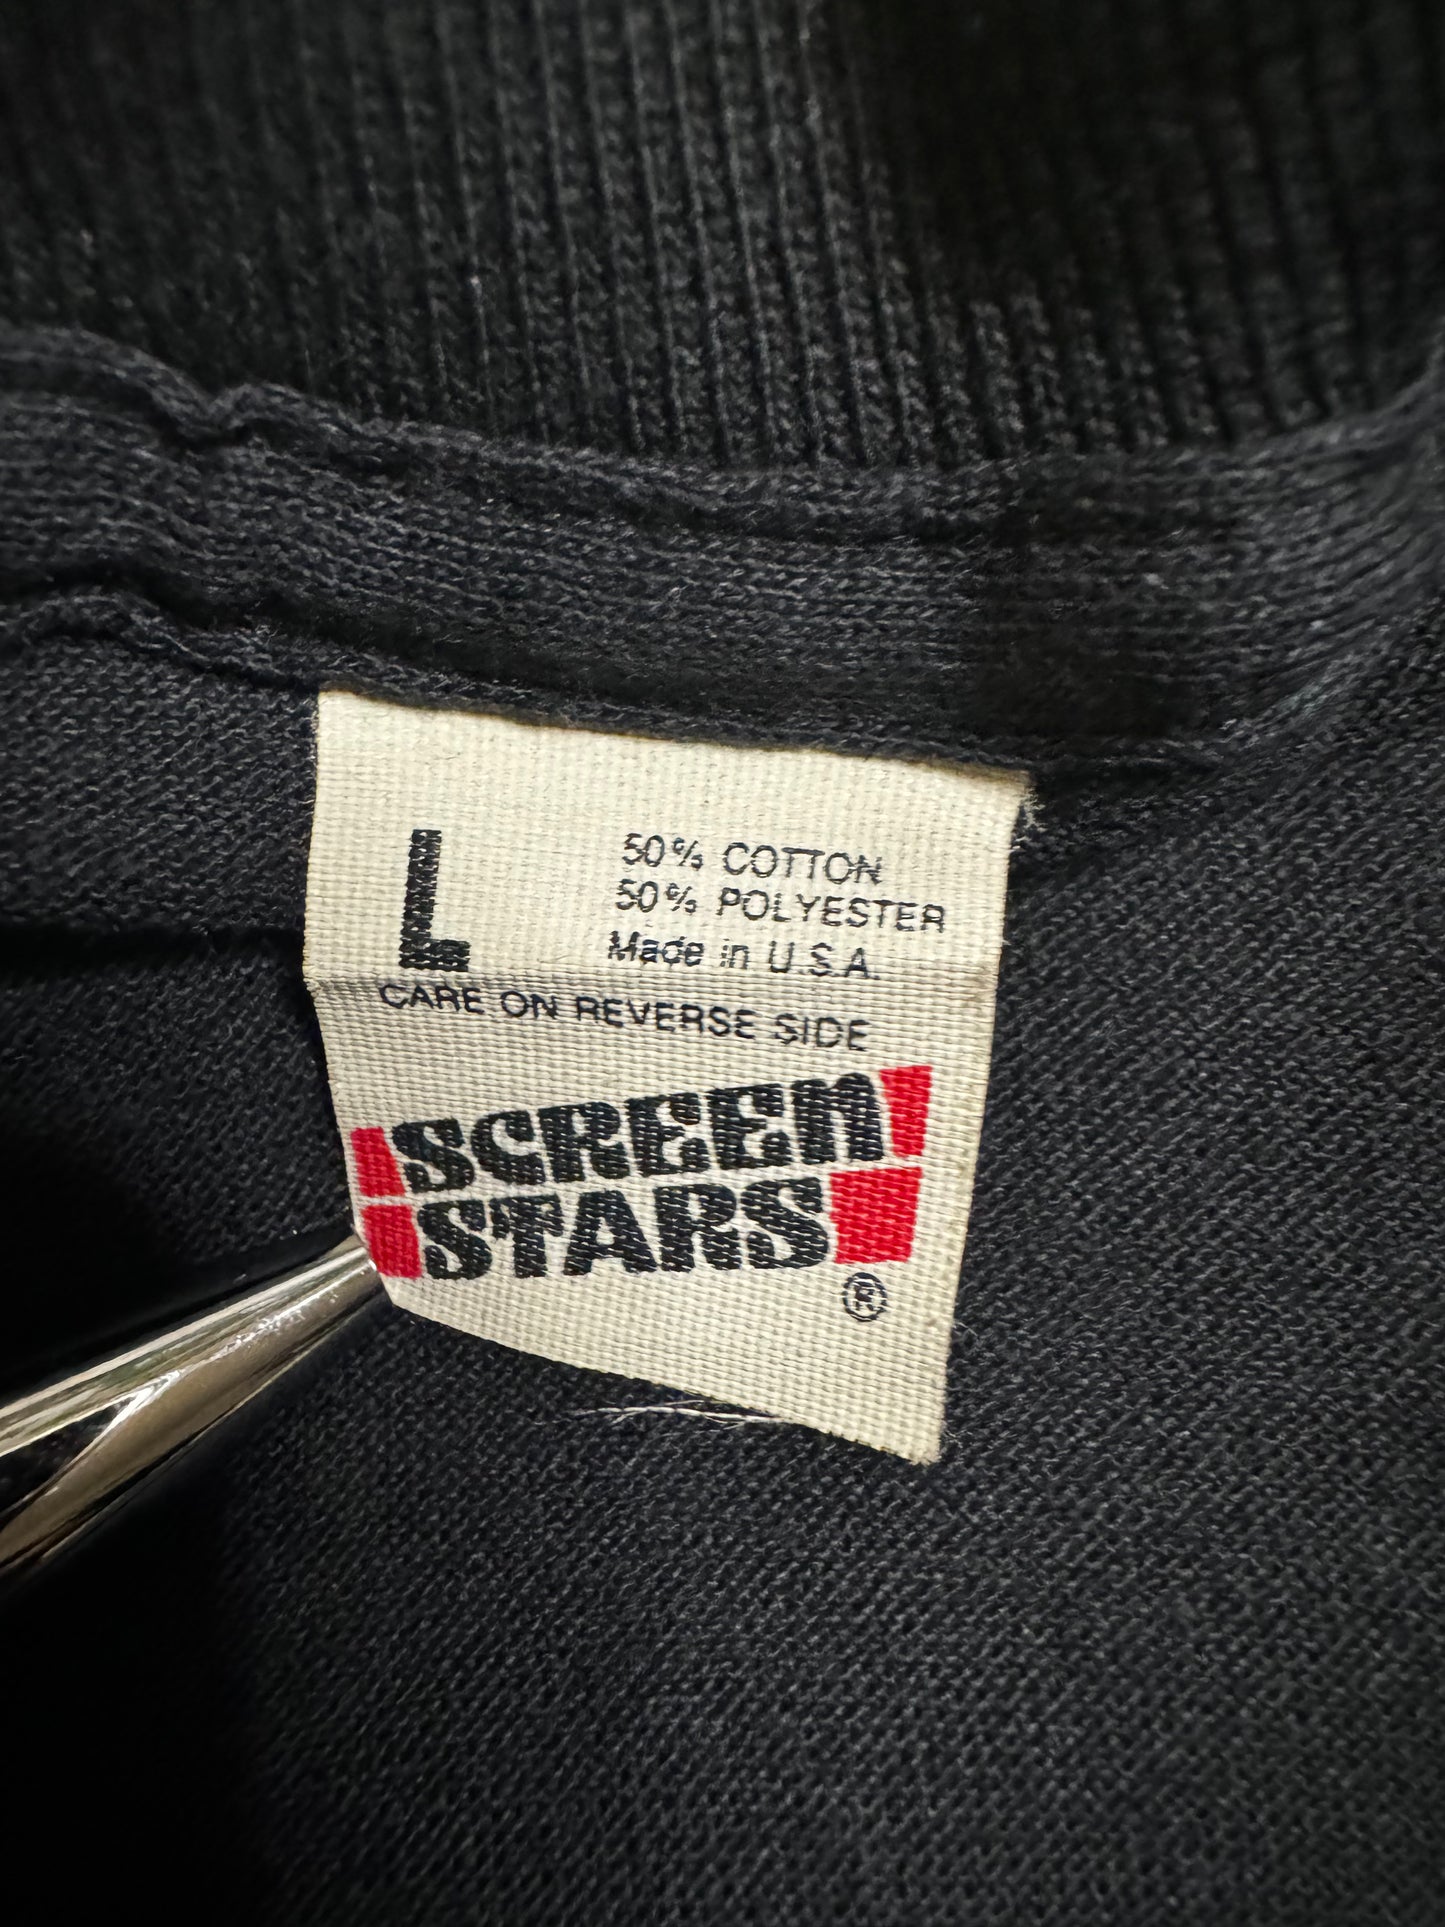 L
50% COTTON
50% POLYESTER
Made in U.S.A.
CARE ON REVERSE SIDE
SCREEN
STARS
®